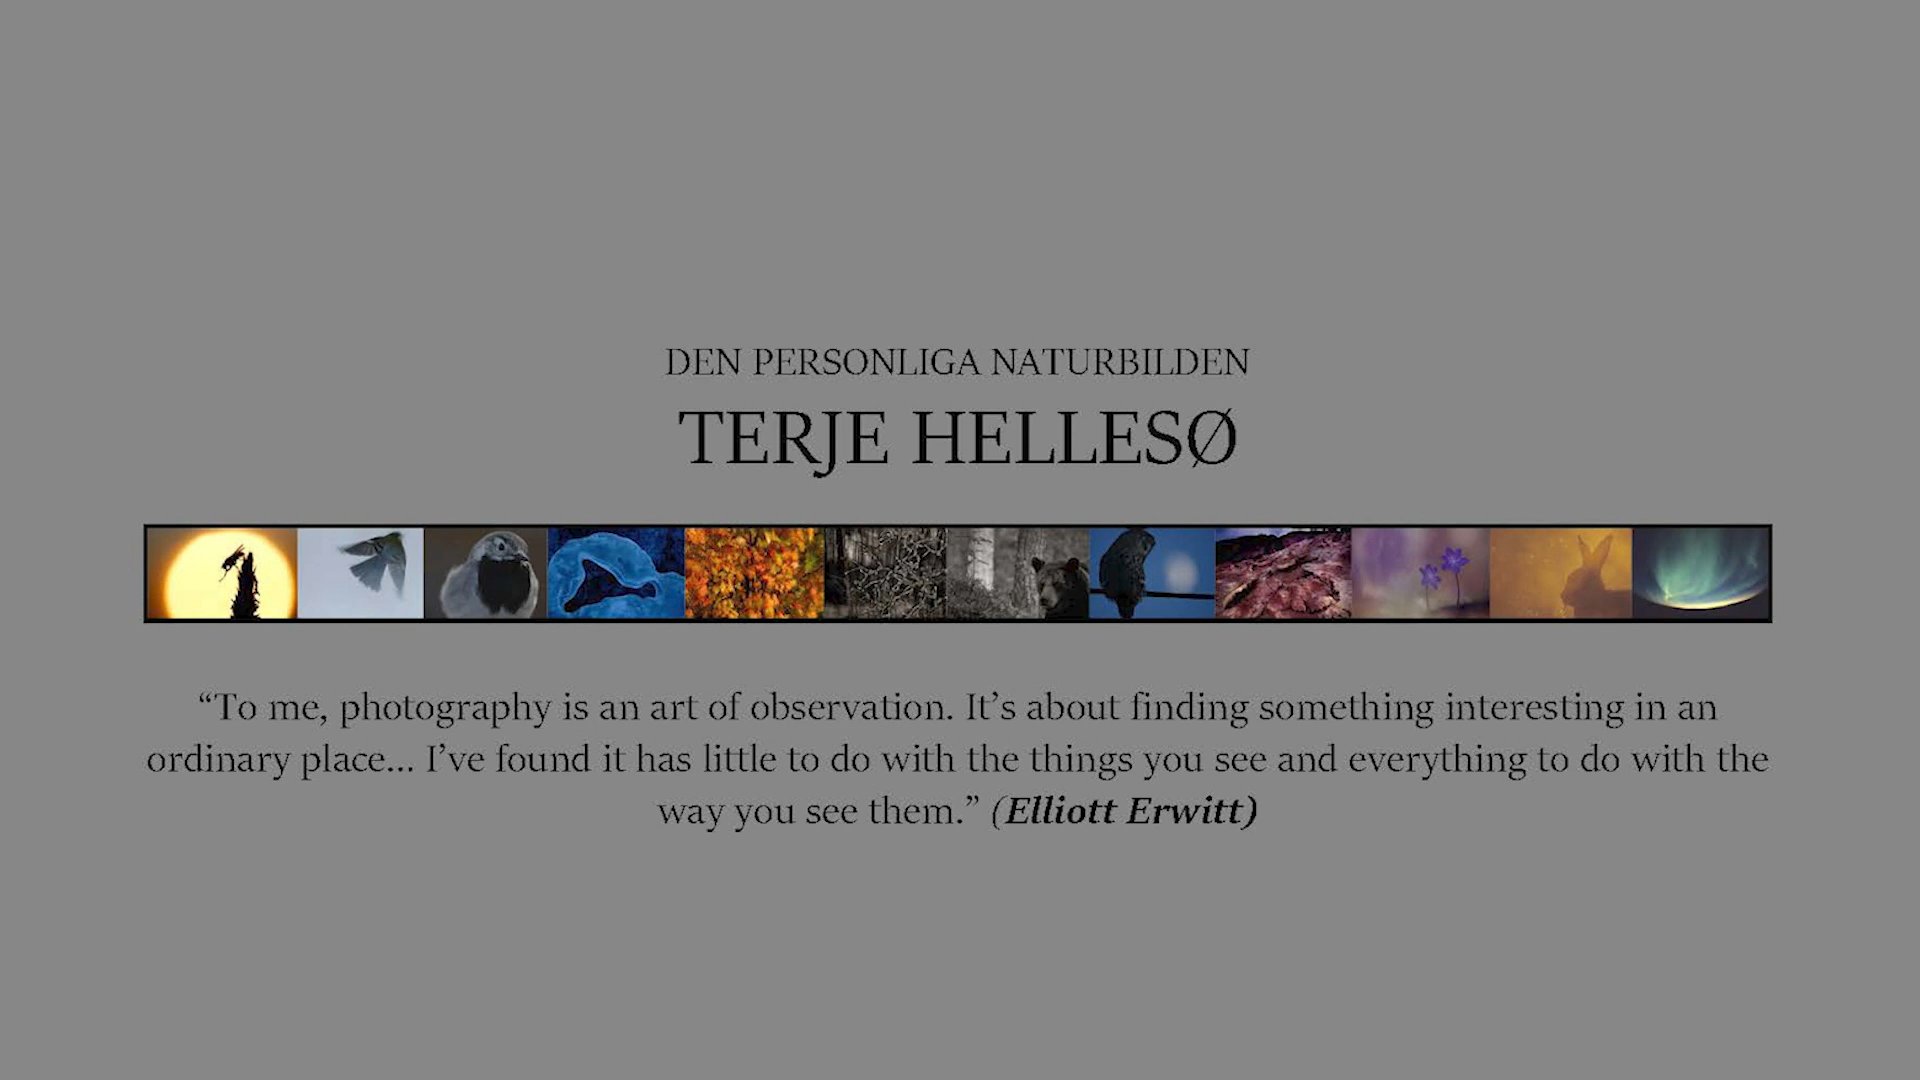 DEN PERSONLIGA NATURBILDEN
TERJE HELLESØ
“To me, photography is an art of observation. It’s about finding something interesting in an
ordinary place... I’ve found it has little to do with the things you see and everything to do with the
way you see them.” (Elliott Erwitt)